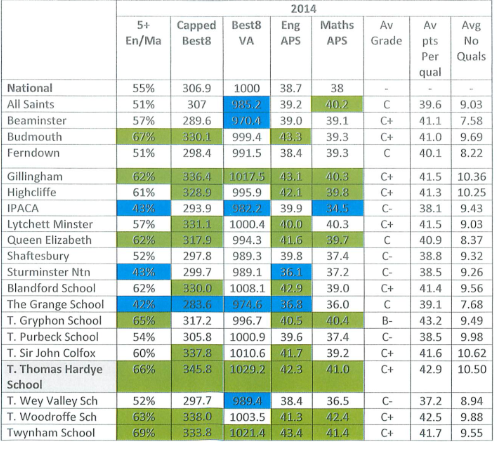 2014
5+ En/Ma Capped Best8 Best8 VA Eng APS Maths APS Av Grade Av pts Per qual Avg No Quals
National 55% 306.9 1000 38.7 38 - - -
All Saints 51% 307 985.2 39.2 40.2 C 39.6 9.03
Beaminster 57% 289.6 970.4 39.0 39.1 C+ 41.1 7.58
Budmouth 67% 330.1 999.4 43.3 39.3 C+ 41.0 9.69
Ferndown 51% 298.4 991.5 38.4 39.3 C 40.1 8.22
Gillingham 62% 336.4 1017.5 42.1 40.3 C+ 41.5 10.36
Highcliffe 61% 328.9 995.9 42.1 39.8 C+ 41.3 10.25
IPACA 43% 293.9 982.2 39.9 34.5 C- 38.1 9.43
Lytchett Minster 57% 331.1 1000.4 40.0 40.3 C+ 41.5 9.03
Queen Elizabeth 62% 317.9 994.3 41.6 39.7 C 40.9 8.37
Shaftesbury 52% 297.8 989.3 39.8 37.4 C- 38.8 9.32
Sturminster Ntn 43% 299.7 989.1 36.1 37.2 C- 38.5 9.26
Blandford School 62% 330.0 1008.1 42.9 39.0 C+ 41.4 9.56
The Grange School 42% 283.6 974.6 36.8 36.0 C 39.1 7.68
T. Gryphon School 65% 317.2 996.7 40.5 40.4 B- 43.2 9.49
T. Purbeck School 54% 305.8 1000.9 39.6 37.4 C- 38.5 9.98
T. Sir John Colfox 60% 337.8 1010.6 41.7 39.2 C+ 41.6 10.62
T. Thomas Hardye School 66% 345.8 1029.2 42.3 41.0 C+ 42.9 10.50
T. Wey Valley Sch 52% 297.7 989.4 38.4 36.5 C- 37.2 8.94
T. Woodroffe Sch 63% 338.0 1003.5 41.3 42.4 C+ 42.5 9.88
Twynham School 69% 333.8 1021.4 43.4 41.4 C+ 41.7 9.55